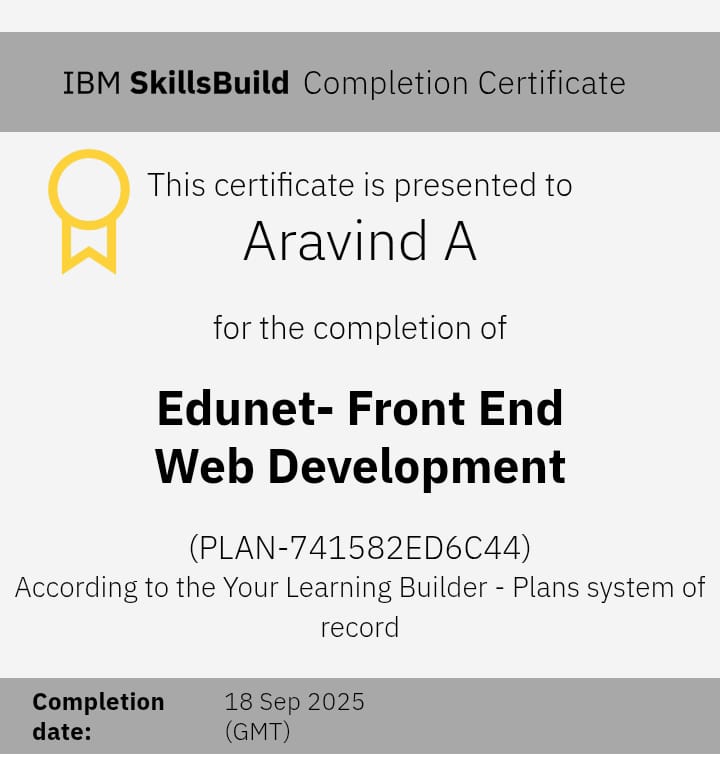 IBM SkillsBuild Completion Certificate
This certificate is presented to
Aravind A
for the completion of
Edunet- Front End
Web Development
(PLAN-741582ED6C44)
According to the Your Learning Builder - Plans system of
record
Completion date: 18 Sep 2025 (GMT)